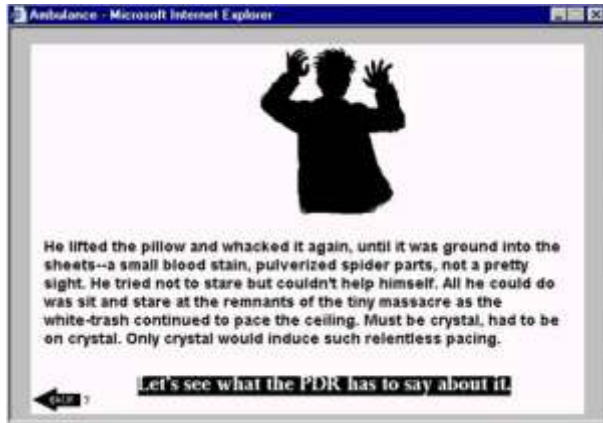 Ambulance - Microsoft Internet Explorer
He lifted the pillow and whacked it again, until it was ground into the
sheets--a small blood stain, pulverized spider parts, not a pretty
sight. He tried not to stare but couldn't help himself. All he could do
was sit and stare at the remnants of the tiny massacre as the
white-trash continued to pace the ceiling. Must be crystal, had to be
on crystal. Only crystal would induce such relentless pacing.
Let's see what the PDR has to say about it.
BACK ?